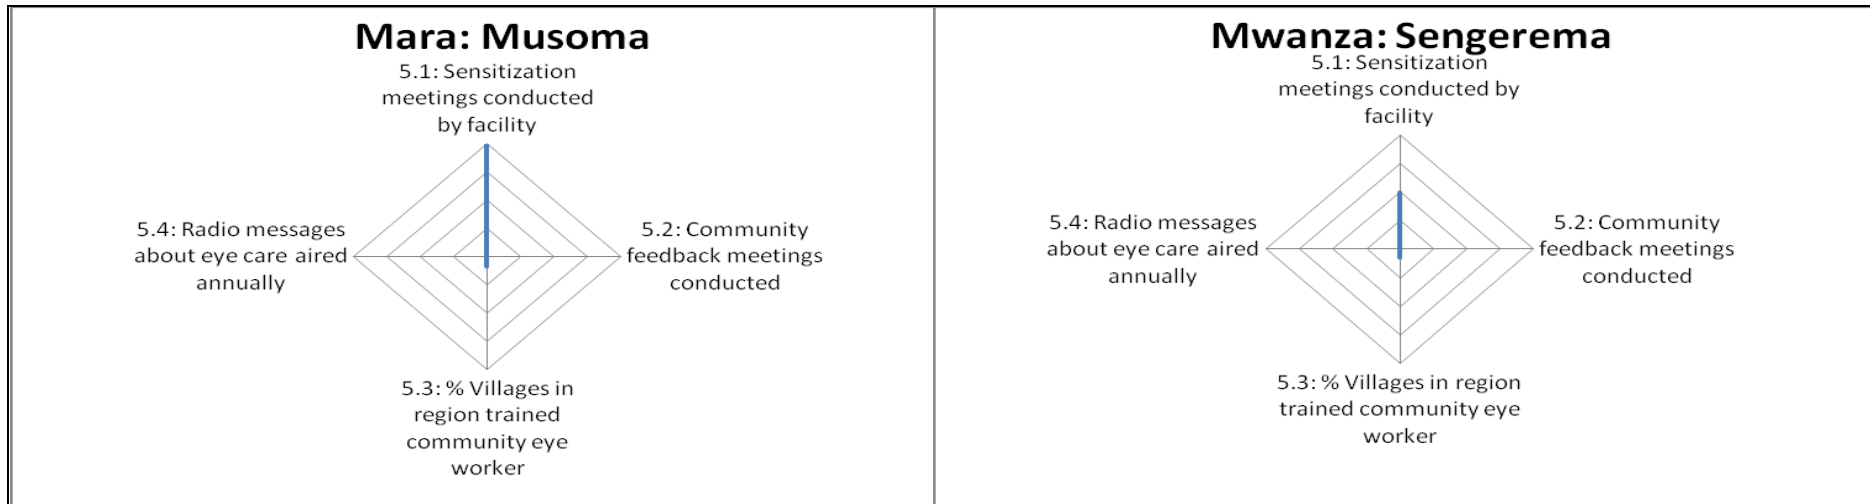 Mara: Musoma
5.1: Sensitization
meetings conducted
by facility
5.4: Radio messages
about eye care aired
annually
5.2: Community
feedback meetings
conducted
5.3: % Villages in
region trained
community eye
worker
Mwanza: Sengerema
5.1: Sensitization
meetings conducted by
facility
5.4: Radio messages
about eye care aired
annually
5.2: Community
feedback meetings
conducted
5.3: % Villages in region
trained community eye
worker